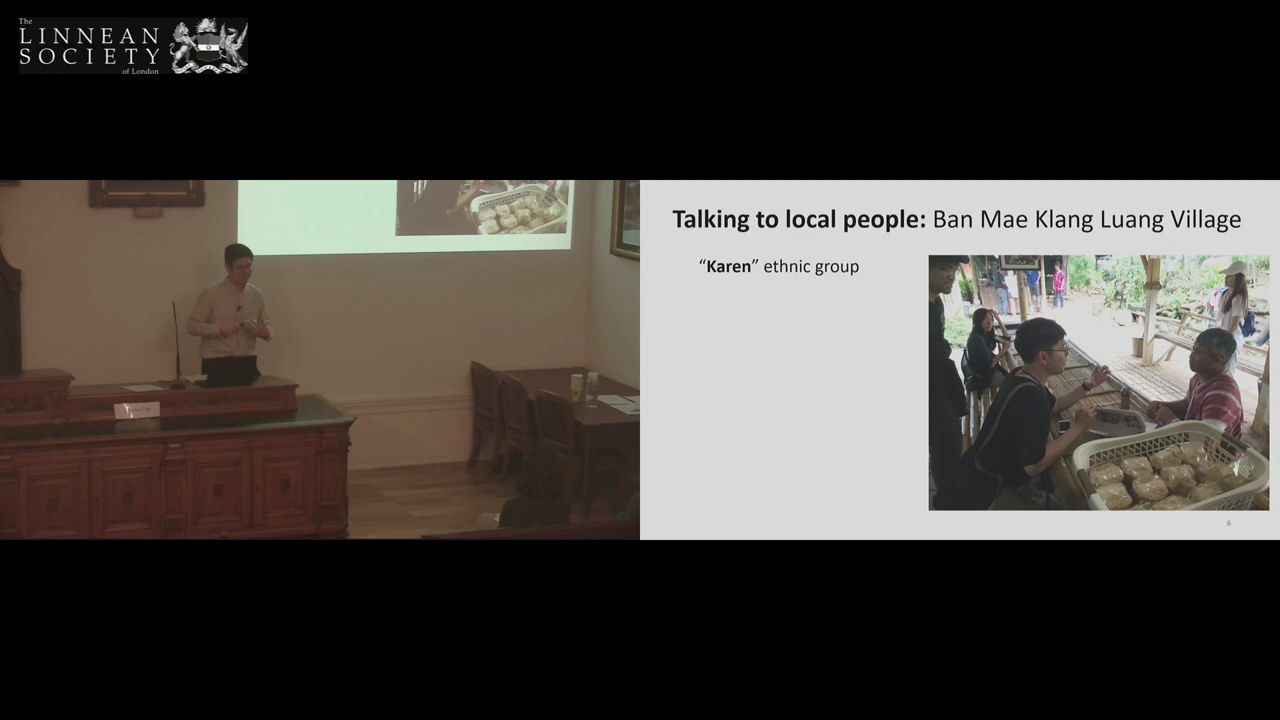 The
LINNEAN
SOCIETY
of London
Talking to local people: Ban Mae Klang Luang Village
“Karen” ethnic group
6